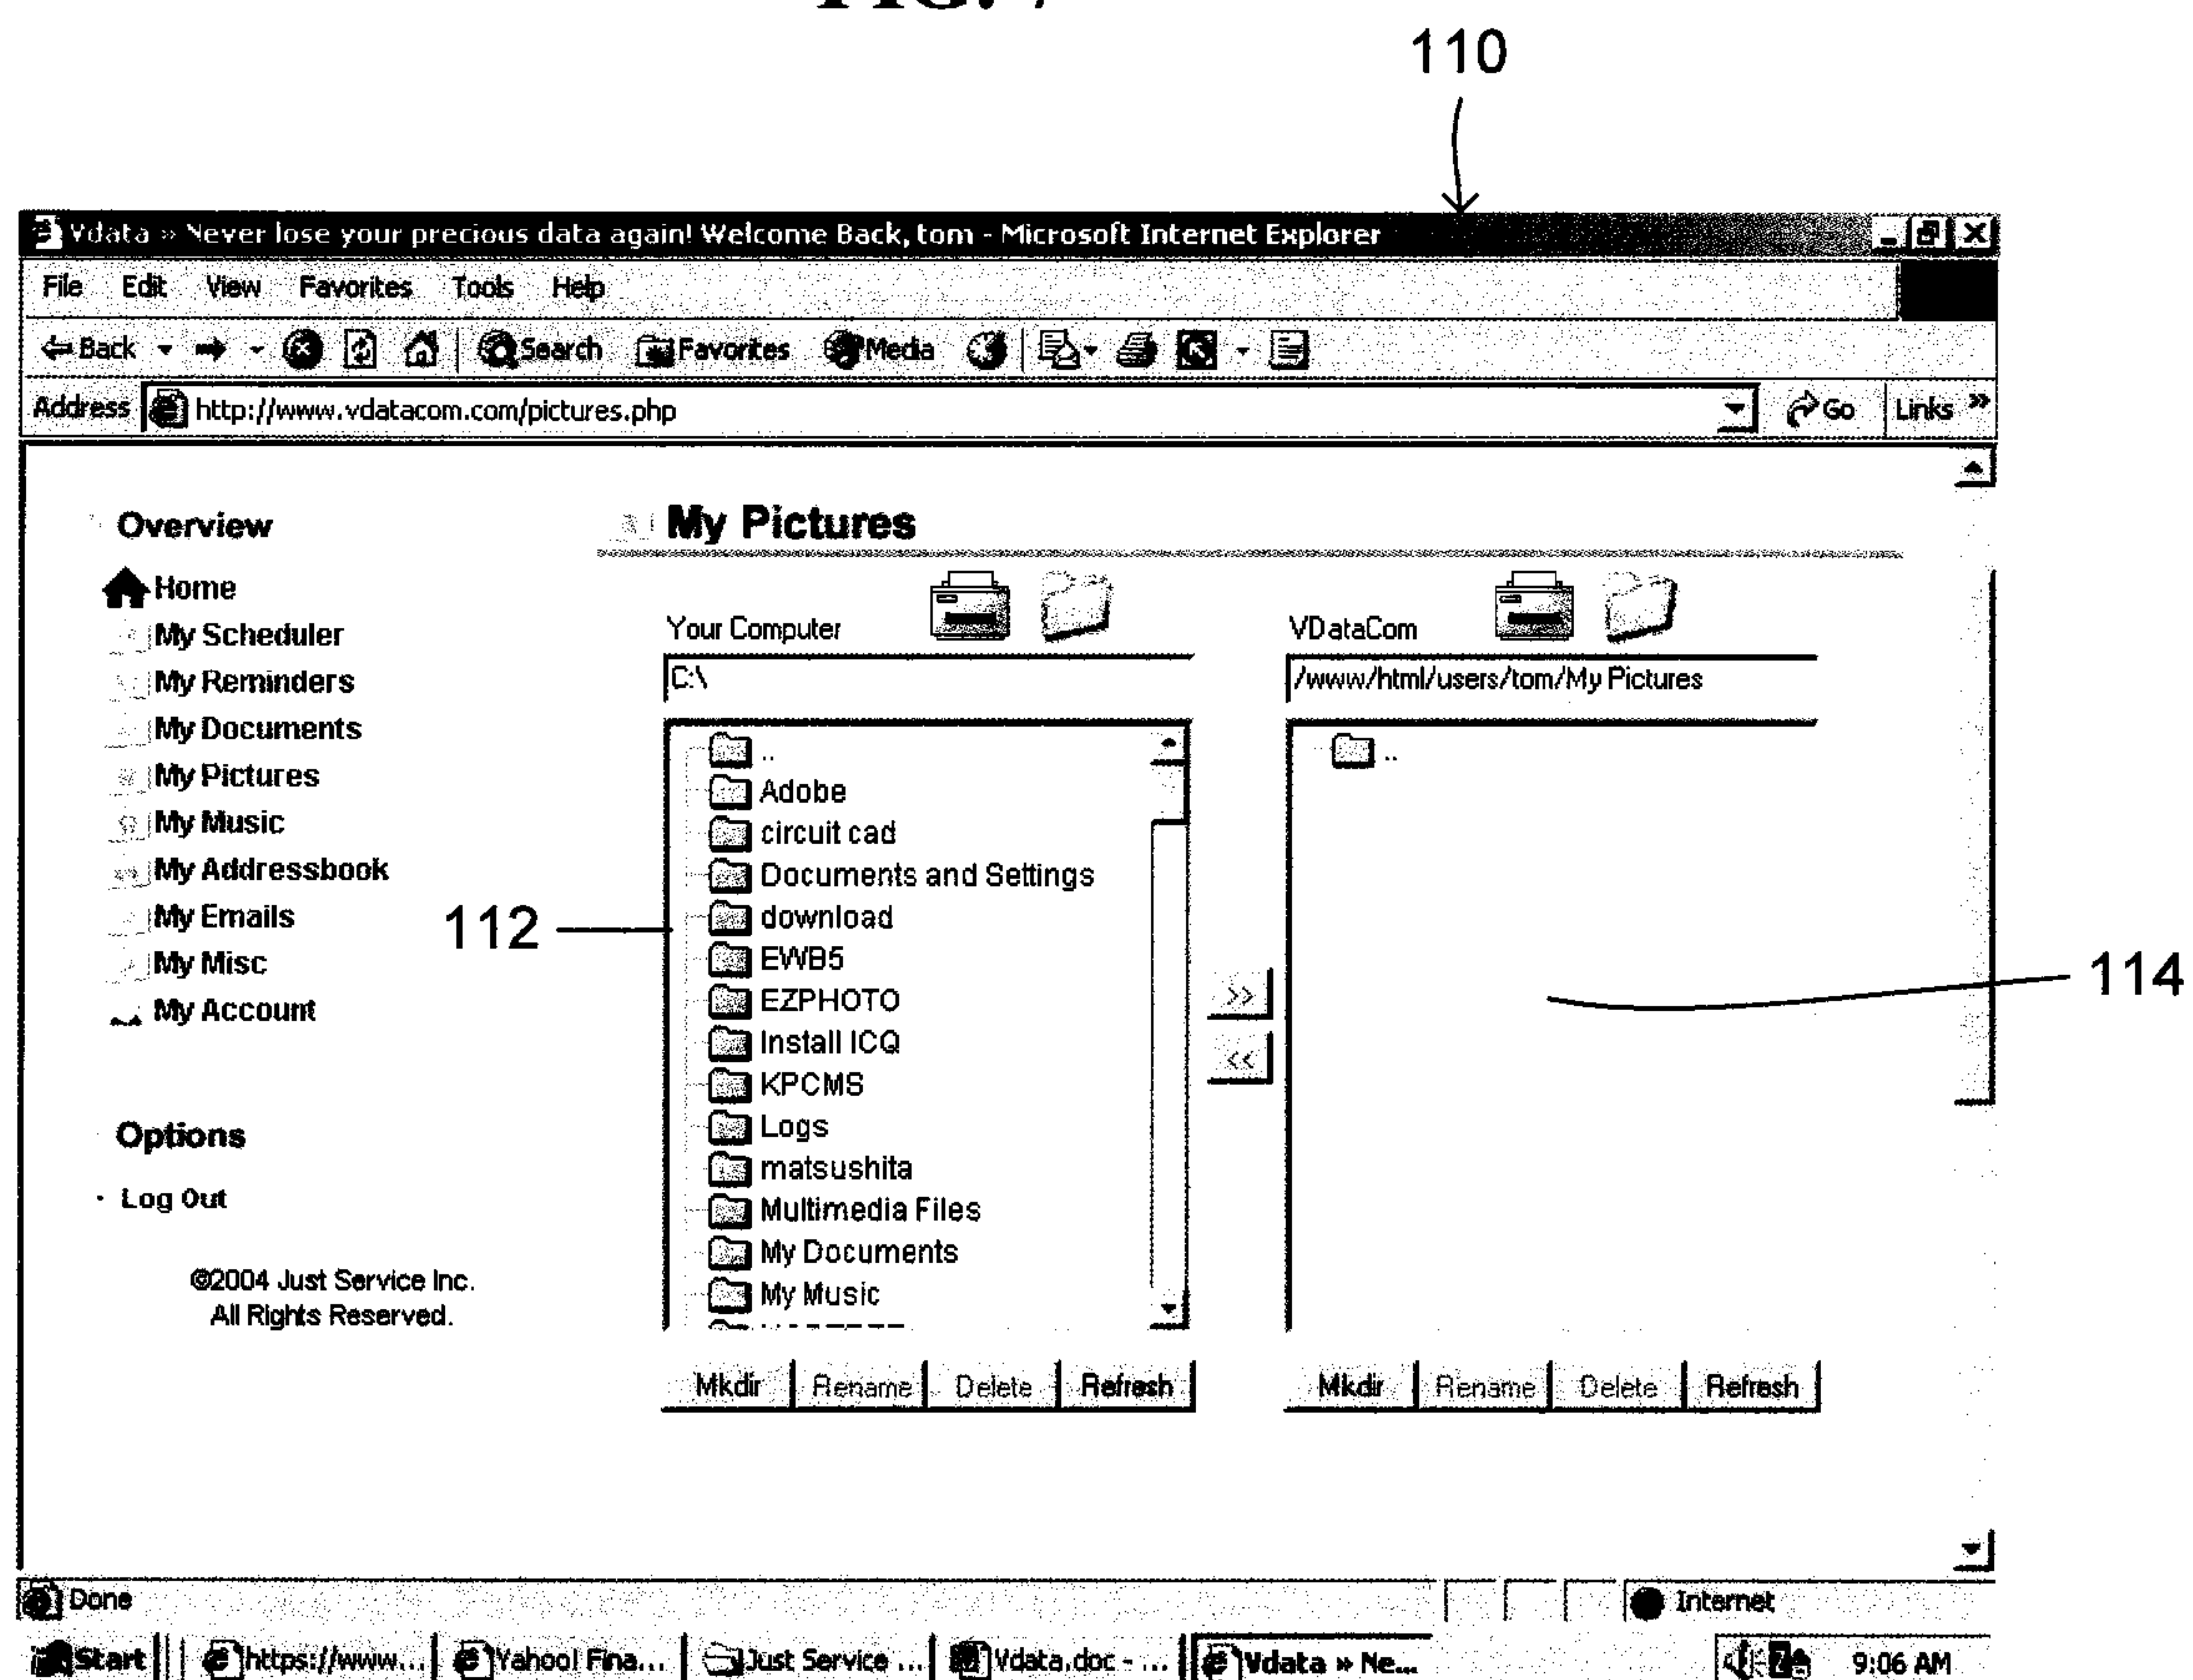 FIG. 7
110
Vdata » Never lose your precious data again! Welcome Back, tom - Microsoft Internet Explorer
File Edit View Favorites Tools Help
Back Search Favorites Media
Address http://www.vdatacom.com/pictures.php Go Links »
Overview
Home
My Scheduler
My Reminders
My Documents
My Pictures
My Music
My Addressbook
My Emails
My Misc
My Account
Options
· Log Out
©2004 Just Service Inc.
All Rights Reserved.
My Pictures
Your Computer
C:\
112
..
Adobe
circuit cad
Documents and Settings
download
EWB5
EZPHOTO
Install ICQ
KPCMS
Logs
matsushita
Multimedia Files
My Documents
My Music
Mkdir Rename Delete Refresh
>>
<<
VDataCom
/www/html/users/tom/My Pictures
..
114
Mkdir Rename Delete Refresh
Done Internet
Start https://www... Yahoo! Fina... Just Service ... Vdata.doc - ... Vdata » Ne... 9:06 AM